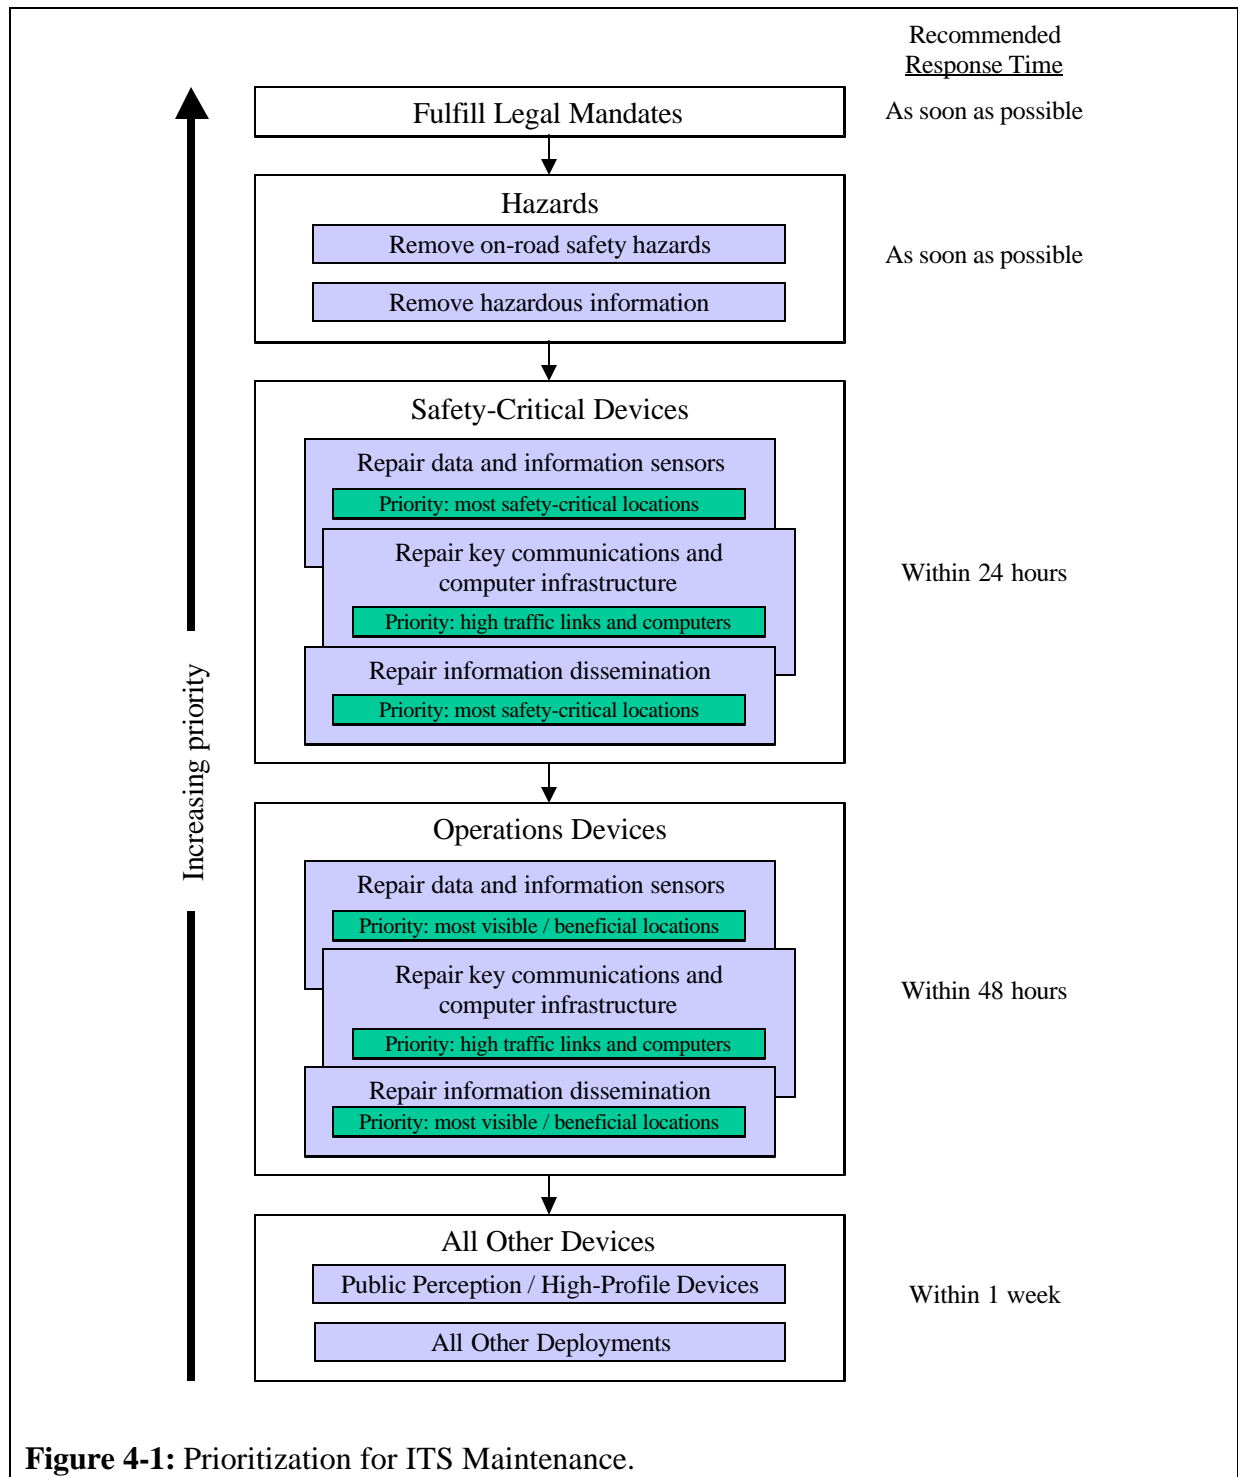 Recommended
Response Time
Fulfill Legal Mandates
As soon as possible
Hazards
Remove on-road safety hazards
As soon as possible
Remove hazardous information
Safety-Critical Devices
Repair data and information sensors
Priority: most safety-critical locations
Repair key communications and
computer infrastructure
Within 24 hours
Priority: high traffic links and computers
Repair information dissemination
Priority: most safety-critical locations
Increasing priority
Operations Devices
Repair data and information sensors
Priority: most visible / beneficial locations
Repair key communications and
computer infrastructure
Within 48 hours
Priority: high traffic links and computers
Repair information dissemination
Priority: most visible / beneficial locations
All Other Devices
Public Perception / High-Profile Devices
Within 1 week
All Other Deployments
Figure 4-1: Prioritization for ITS Maintenance.